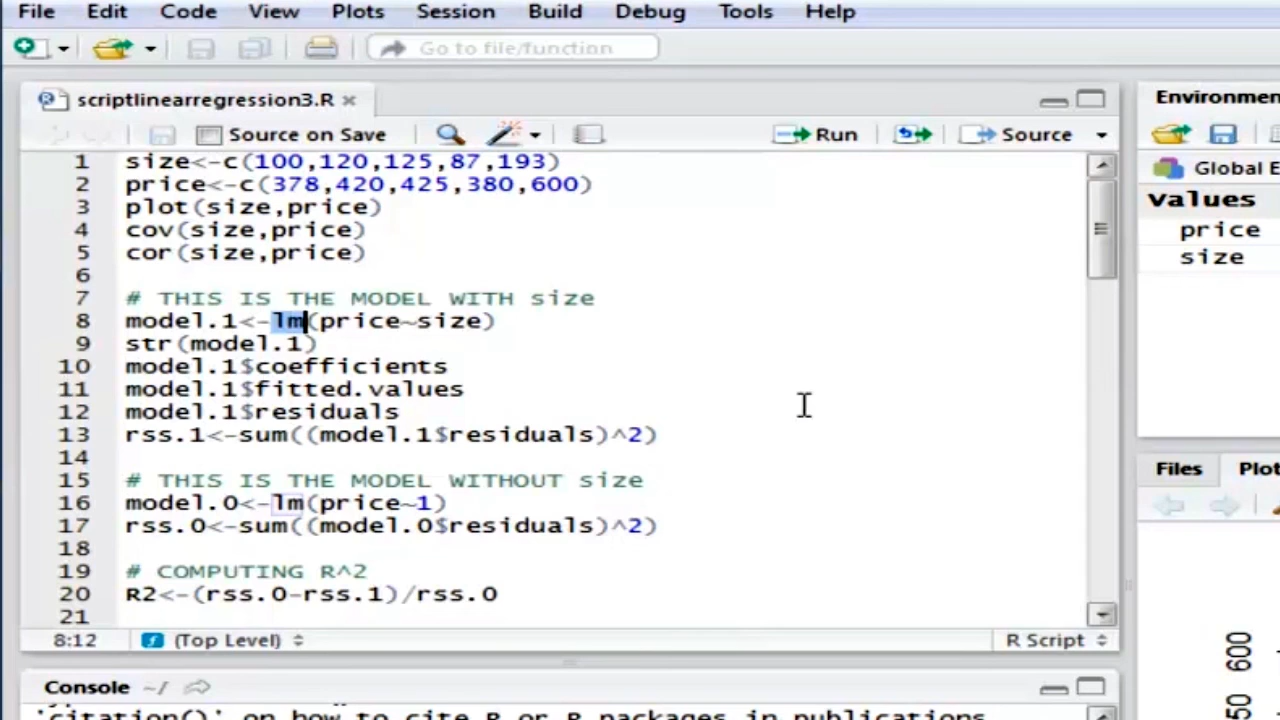 File Edit Code View Plots Session Build Debug Tools Help
Go to file/function
scriptlinearregression3.R
Source on Save Run Source
1 size<-c(100,120,125,87,193)
2 price<-c(378,420,425,380,600)
3 plot(size,price)
4 cov(size,price)
5 cor(size,price)
6
7 # THIS IS THE MODEL WITH size
8 model.1<-lm(price~size)
9 str(model.1)
10 model.1$coefficients
11 model.1$fitted.values
12 model.1$residuals
13 rss.1<-sum((model.1$residuals)^2)
14
15 # THIS IS THE MODEL WITHOUT size
16 model.0<-lm(price~1)
17 rss.0<-sum((model.0$residuals)^2)
18
19 # COMPUTING R^2
20 R2<-(rss.0-rss.1)/rss.0
21
8:12 (Top Level) R Script
Console ~/
'citation()' on how to cite R or R packages in publications
Environmen
Global E
Values
price
size
Files Plot
600
50